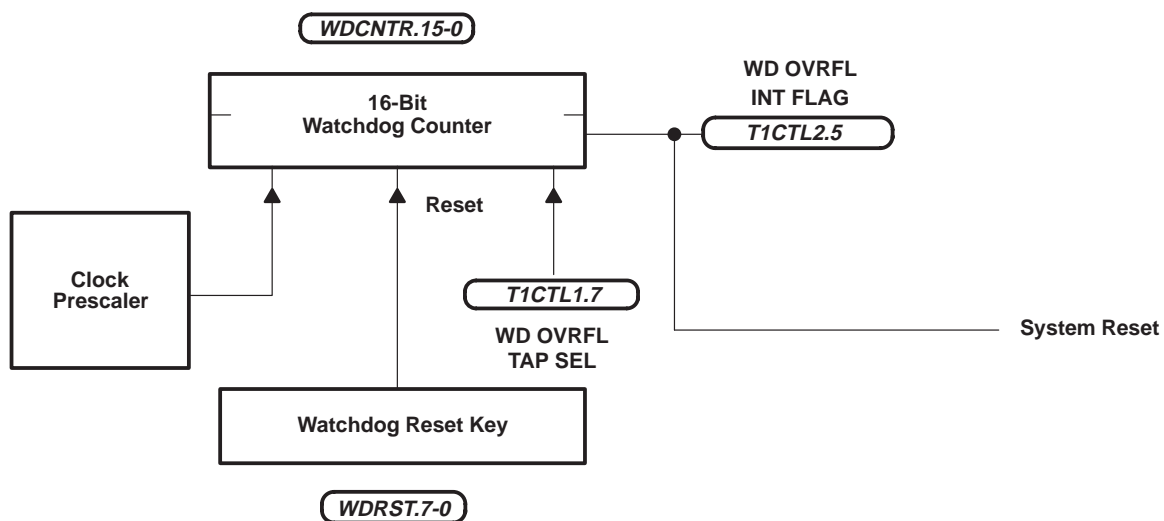 WDCNTR.15-0
16-Bit
Watchdog Counter
WD OVRFL
INT FLAG
T1CTL2.5
Reset
Clock
Prescaler
T1CTL1.7
WD OVRFL
TAP SEL
System Reset
Watchdog Reset Key
WDRST.7-0